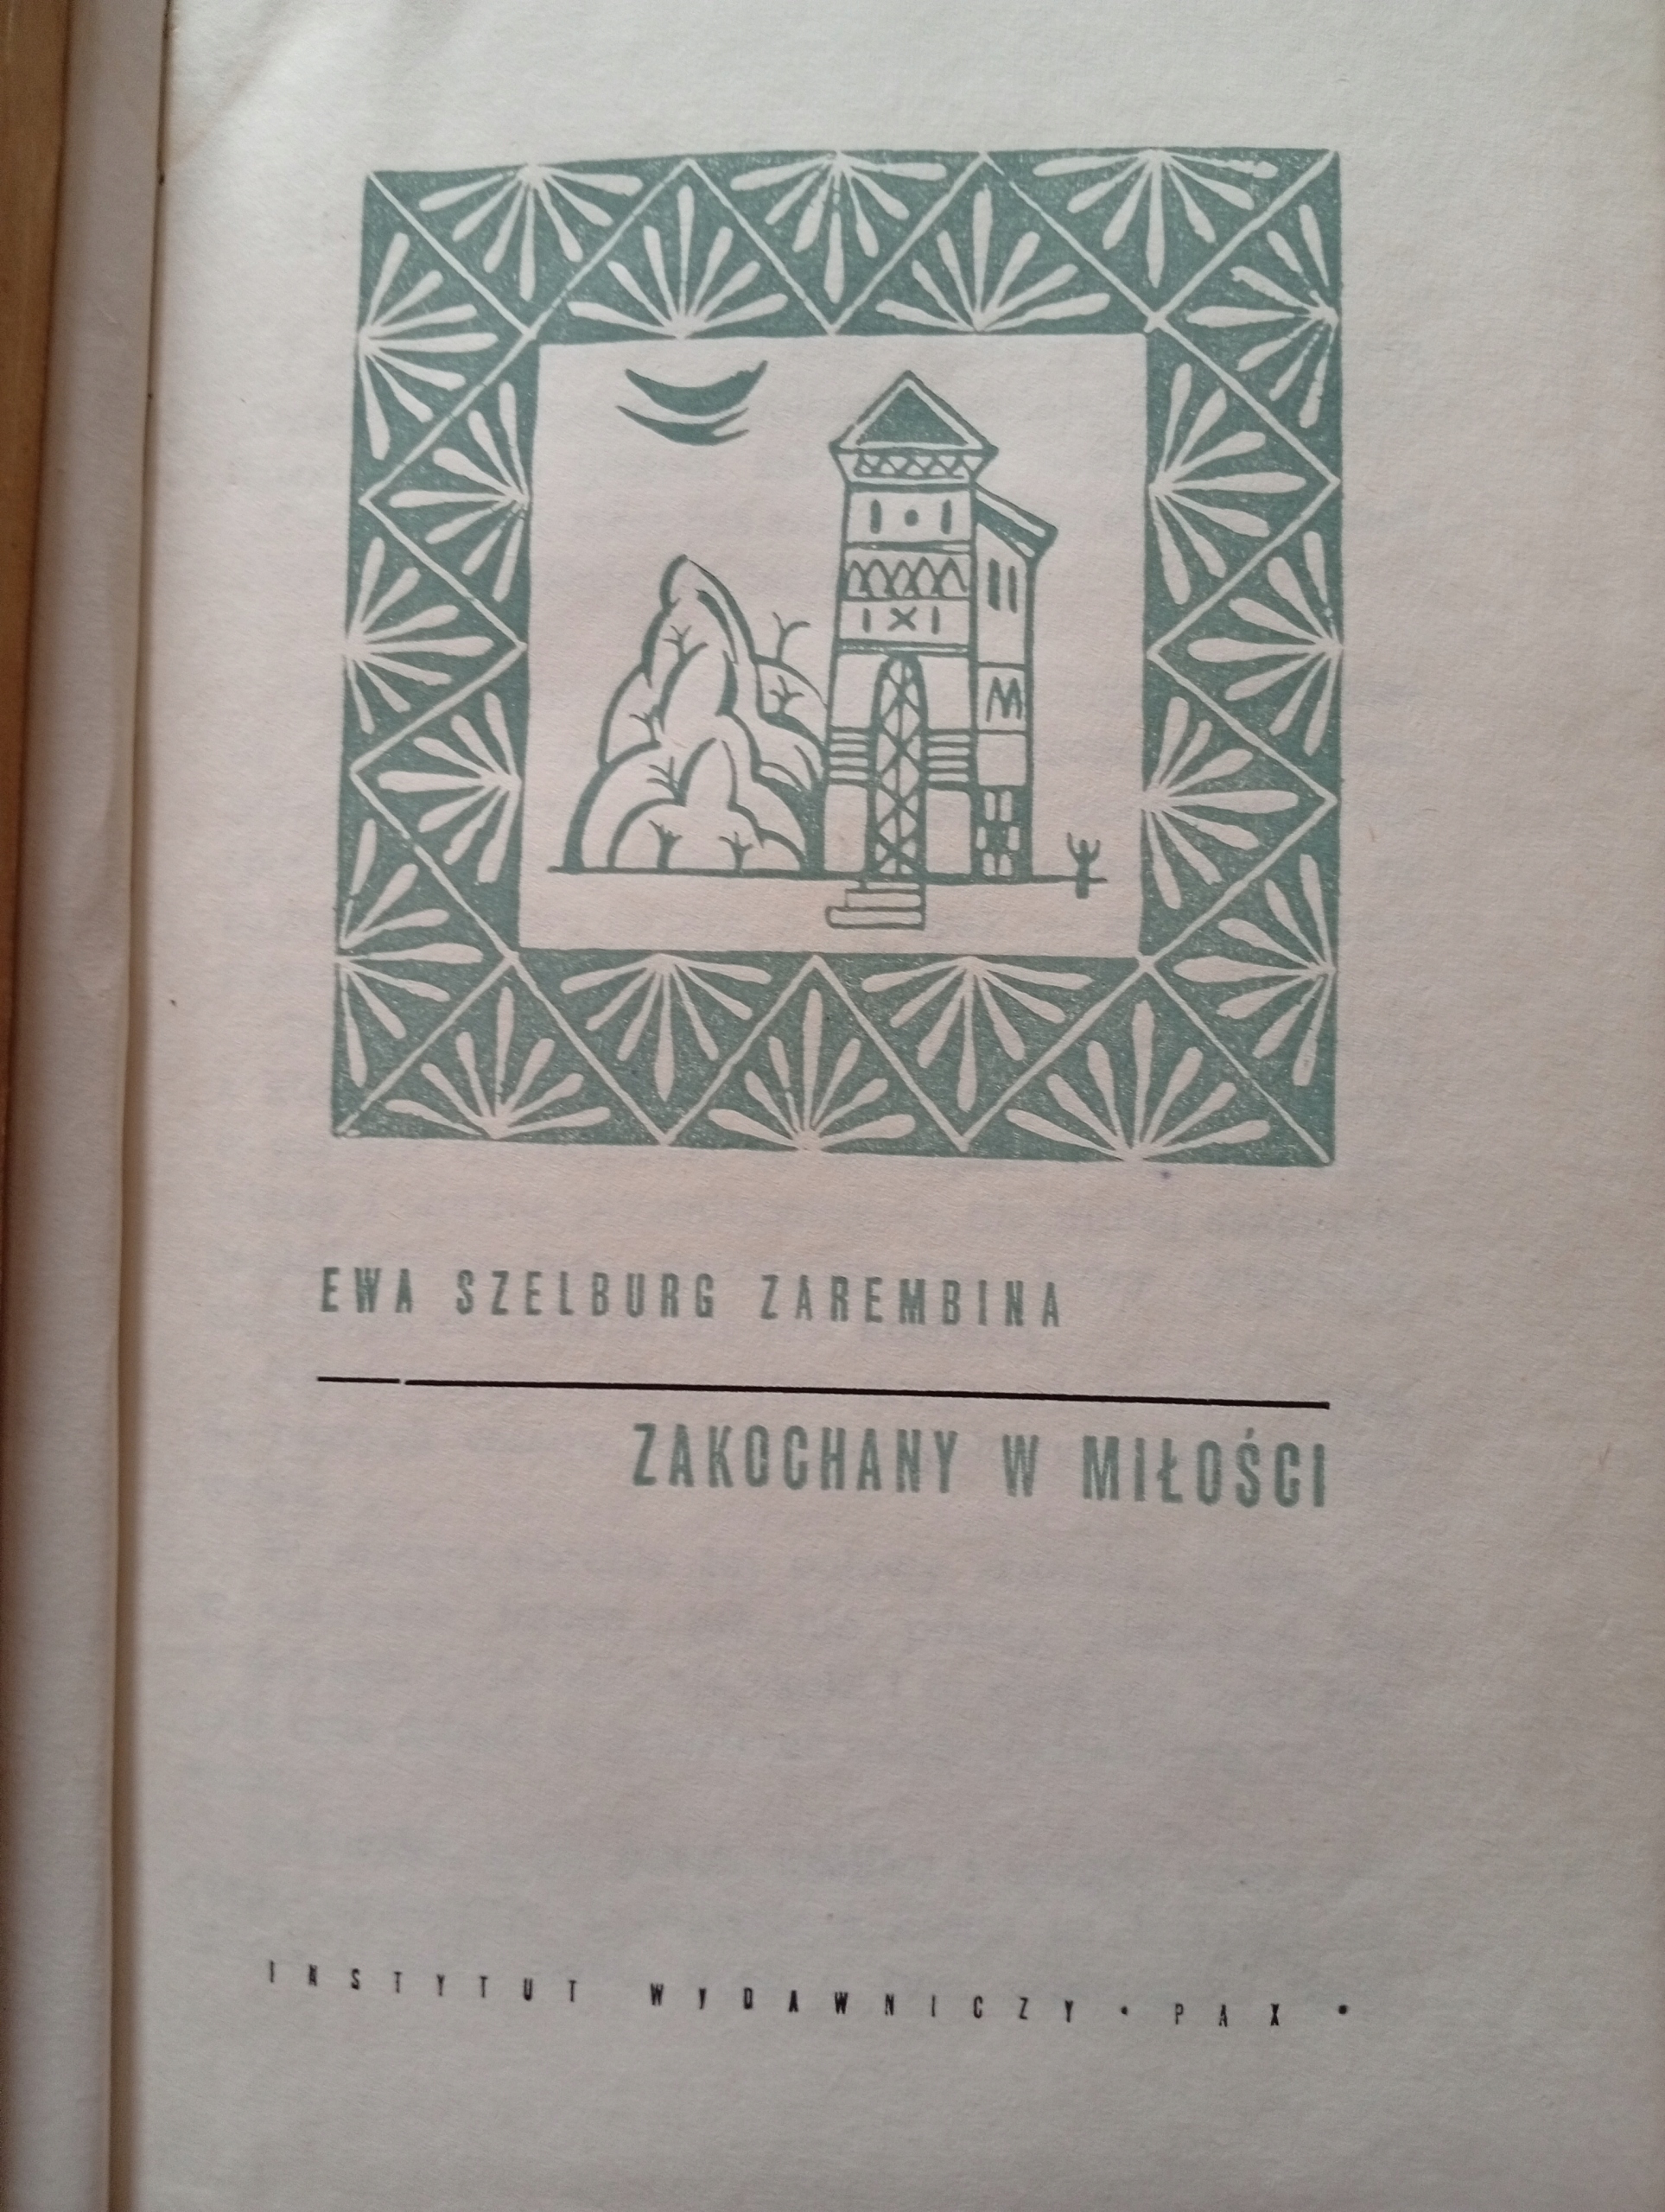 EWA SZELBURG ZAREMBINA
ZAKOCHANY W MIŁOŚCI
INSTYTUT WYDAWNICZY • PAX •